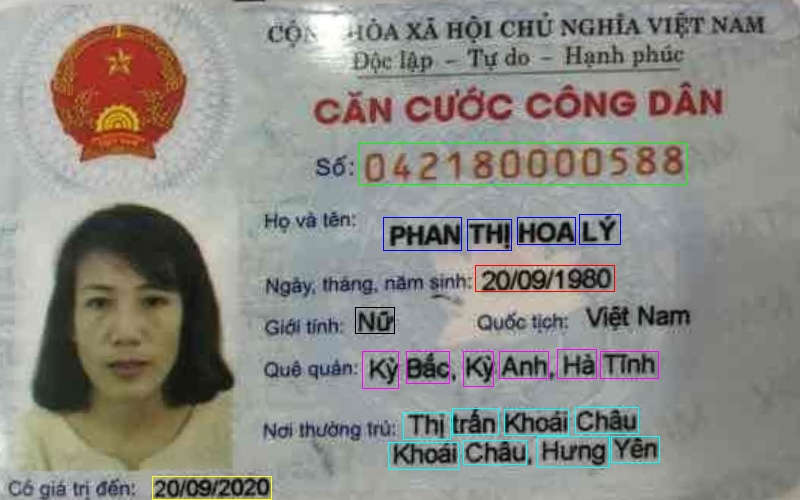 CỘN HÒA XÃ HỘI CHỦ NGHĨA VIỆT NAM
Độc lập - Tự do - Hạnh phúc
CĂN CƯỚC CÔNG DÂN
Số: 042180000588
Họ và tên: PHAN THỊ HOA LÝ
Ngày, tháng, năm sinh: 20/09/1980
Giới tính: Nữ Quốc tịch: Việt Nam
Quê quán: Kỳ Bắc, Kỳ Anh, Hà Tĩnh
Nơi thường trú: Thị trấn Khoái Châu
Khoái Châu, Hưng Yên
Có giá trị đến: 20/09/2020